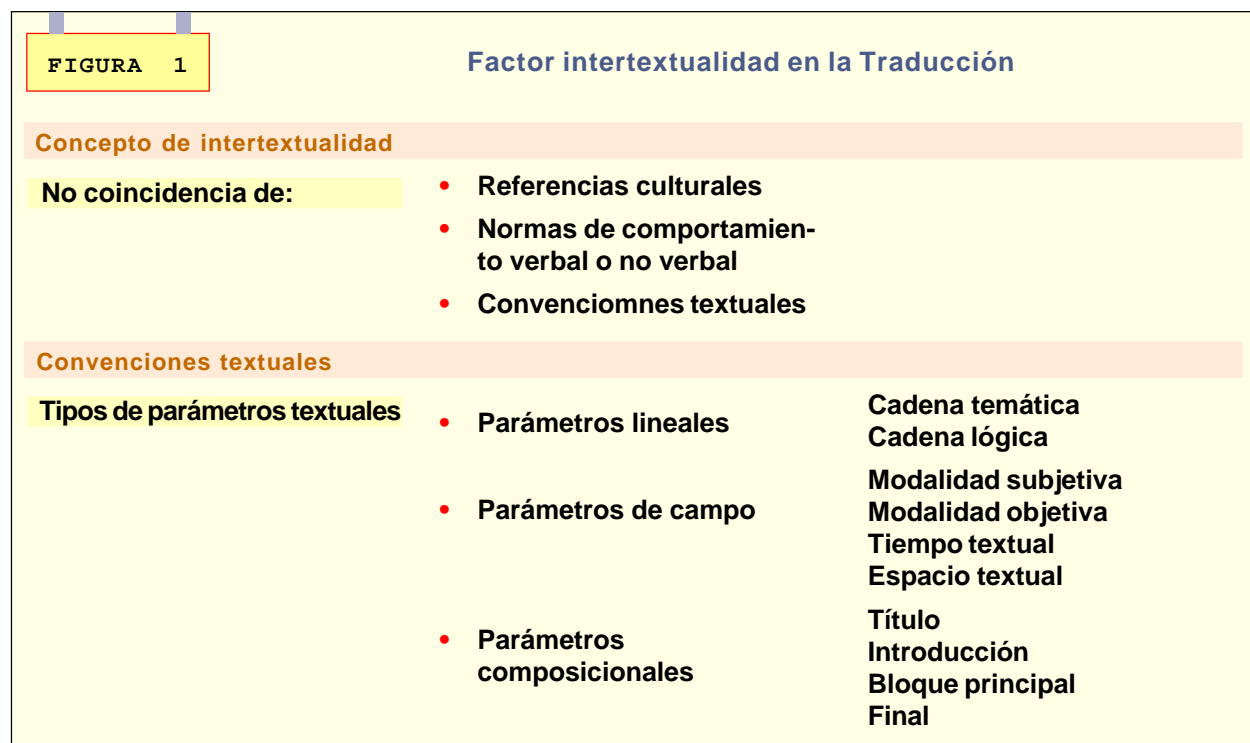 FIGURA 1
Factor intertextualidad en la Traducción
Concepto de intertextualidad
No coincidencia de:
• Referencias culturales
• Normas de comportamien-
to verbal o no verbal
• Convenciomnes textuales
Convenciones textuales
Tipos de parámetros textuales
• Parámetros lineales
Cadena temática
Cadena lógica
• Parámetros de campo
Modalidad subjetiva
Modalidad objetiva
Tiempo textual
Espacio textual
• Parámetros
composicionales
Título
Introducción
Bloque principal
Final